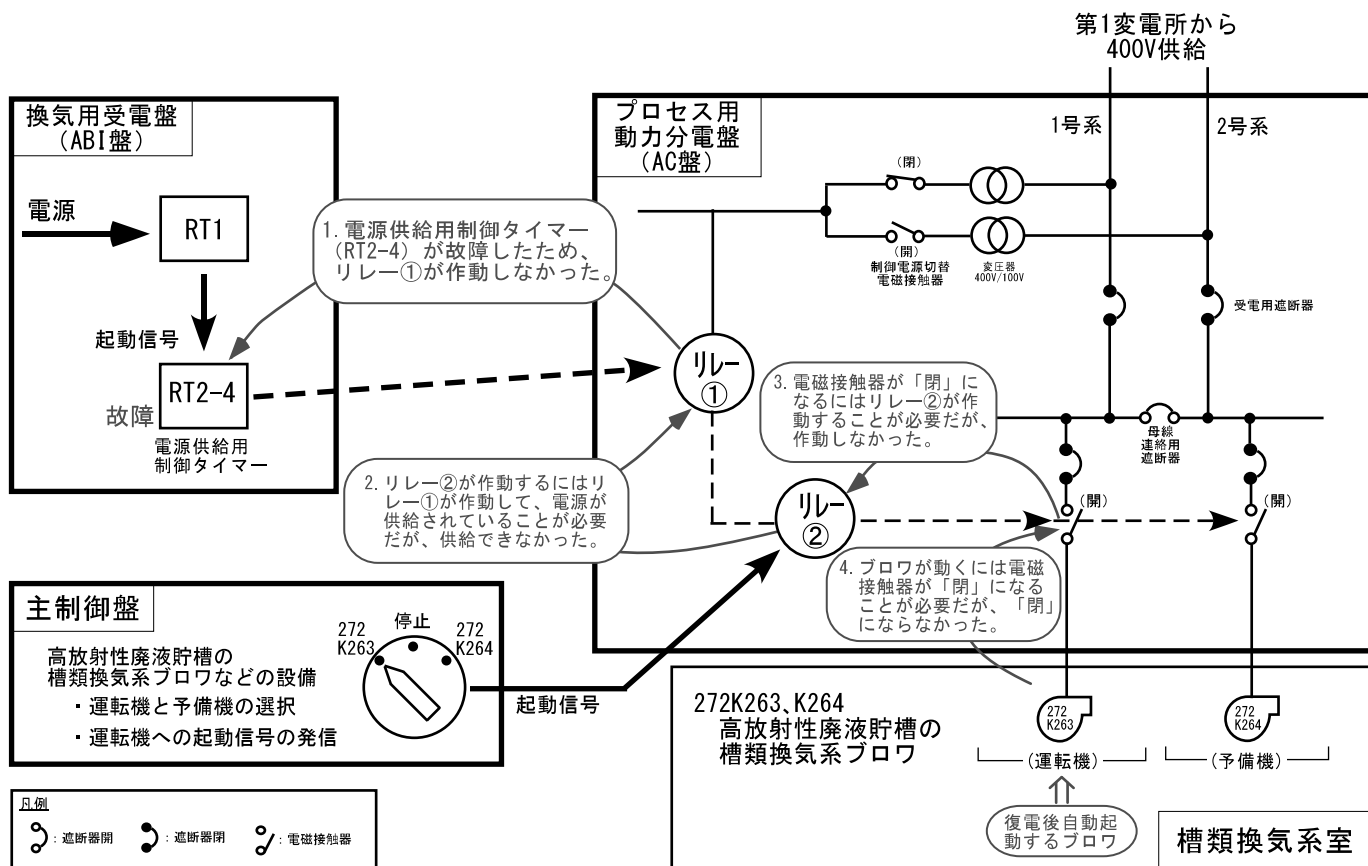 第1変電所から
400V供給
換気用受電盤
(ABI盤)
電源
RT1
起動信号
RT2-4
故障
電源供給用
制御タイマー
プロセス用
動力分電盤
(AC盤)
1号系
2号系
(閉)
(開)
制御電源切替
電磁接触器
変圧器
400V/100V
受電用遮断器
1. 電源供給用制御タイマー
(RT2-4) が故障したため、
リレー①が作動しなかった。
リレー
①
2. リレー②が作動するにはリ
レー①が作動して、電源が
供給されていることが必要
だが、供給できなかった。
3. 電磁接触器が「閉」に
なるにはリレー②が作
動することが必要だが、
作動しなかった。
母線
連絡用
遮断器
リレー
②
(開)
(開)
4. ブロワが動くには電磁
接触器が「閉」になる
ことが必要だが、「閉」
にならなかった。
主制御盤
高放射性廃液貯槽の
槽類換気系ブロワなどの設備
・運転機と予備機の選択
・運転機への起動信号の発信
272
K263
停止
272
K264
起動信号
272K263、K264
高放射性廃液貯槽の
槽類換気系ブロワ
272
K263
(運転機)
272
K264
(予備機)
復電後自動起
動するブロワ
槽類換気系室
凡例
:遮断器開
:遮断器閉
:電磁接触器